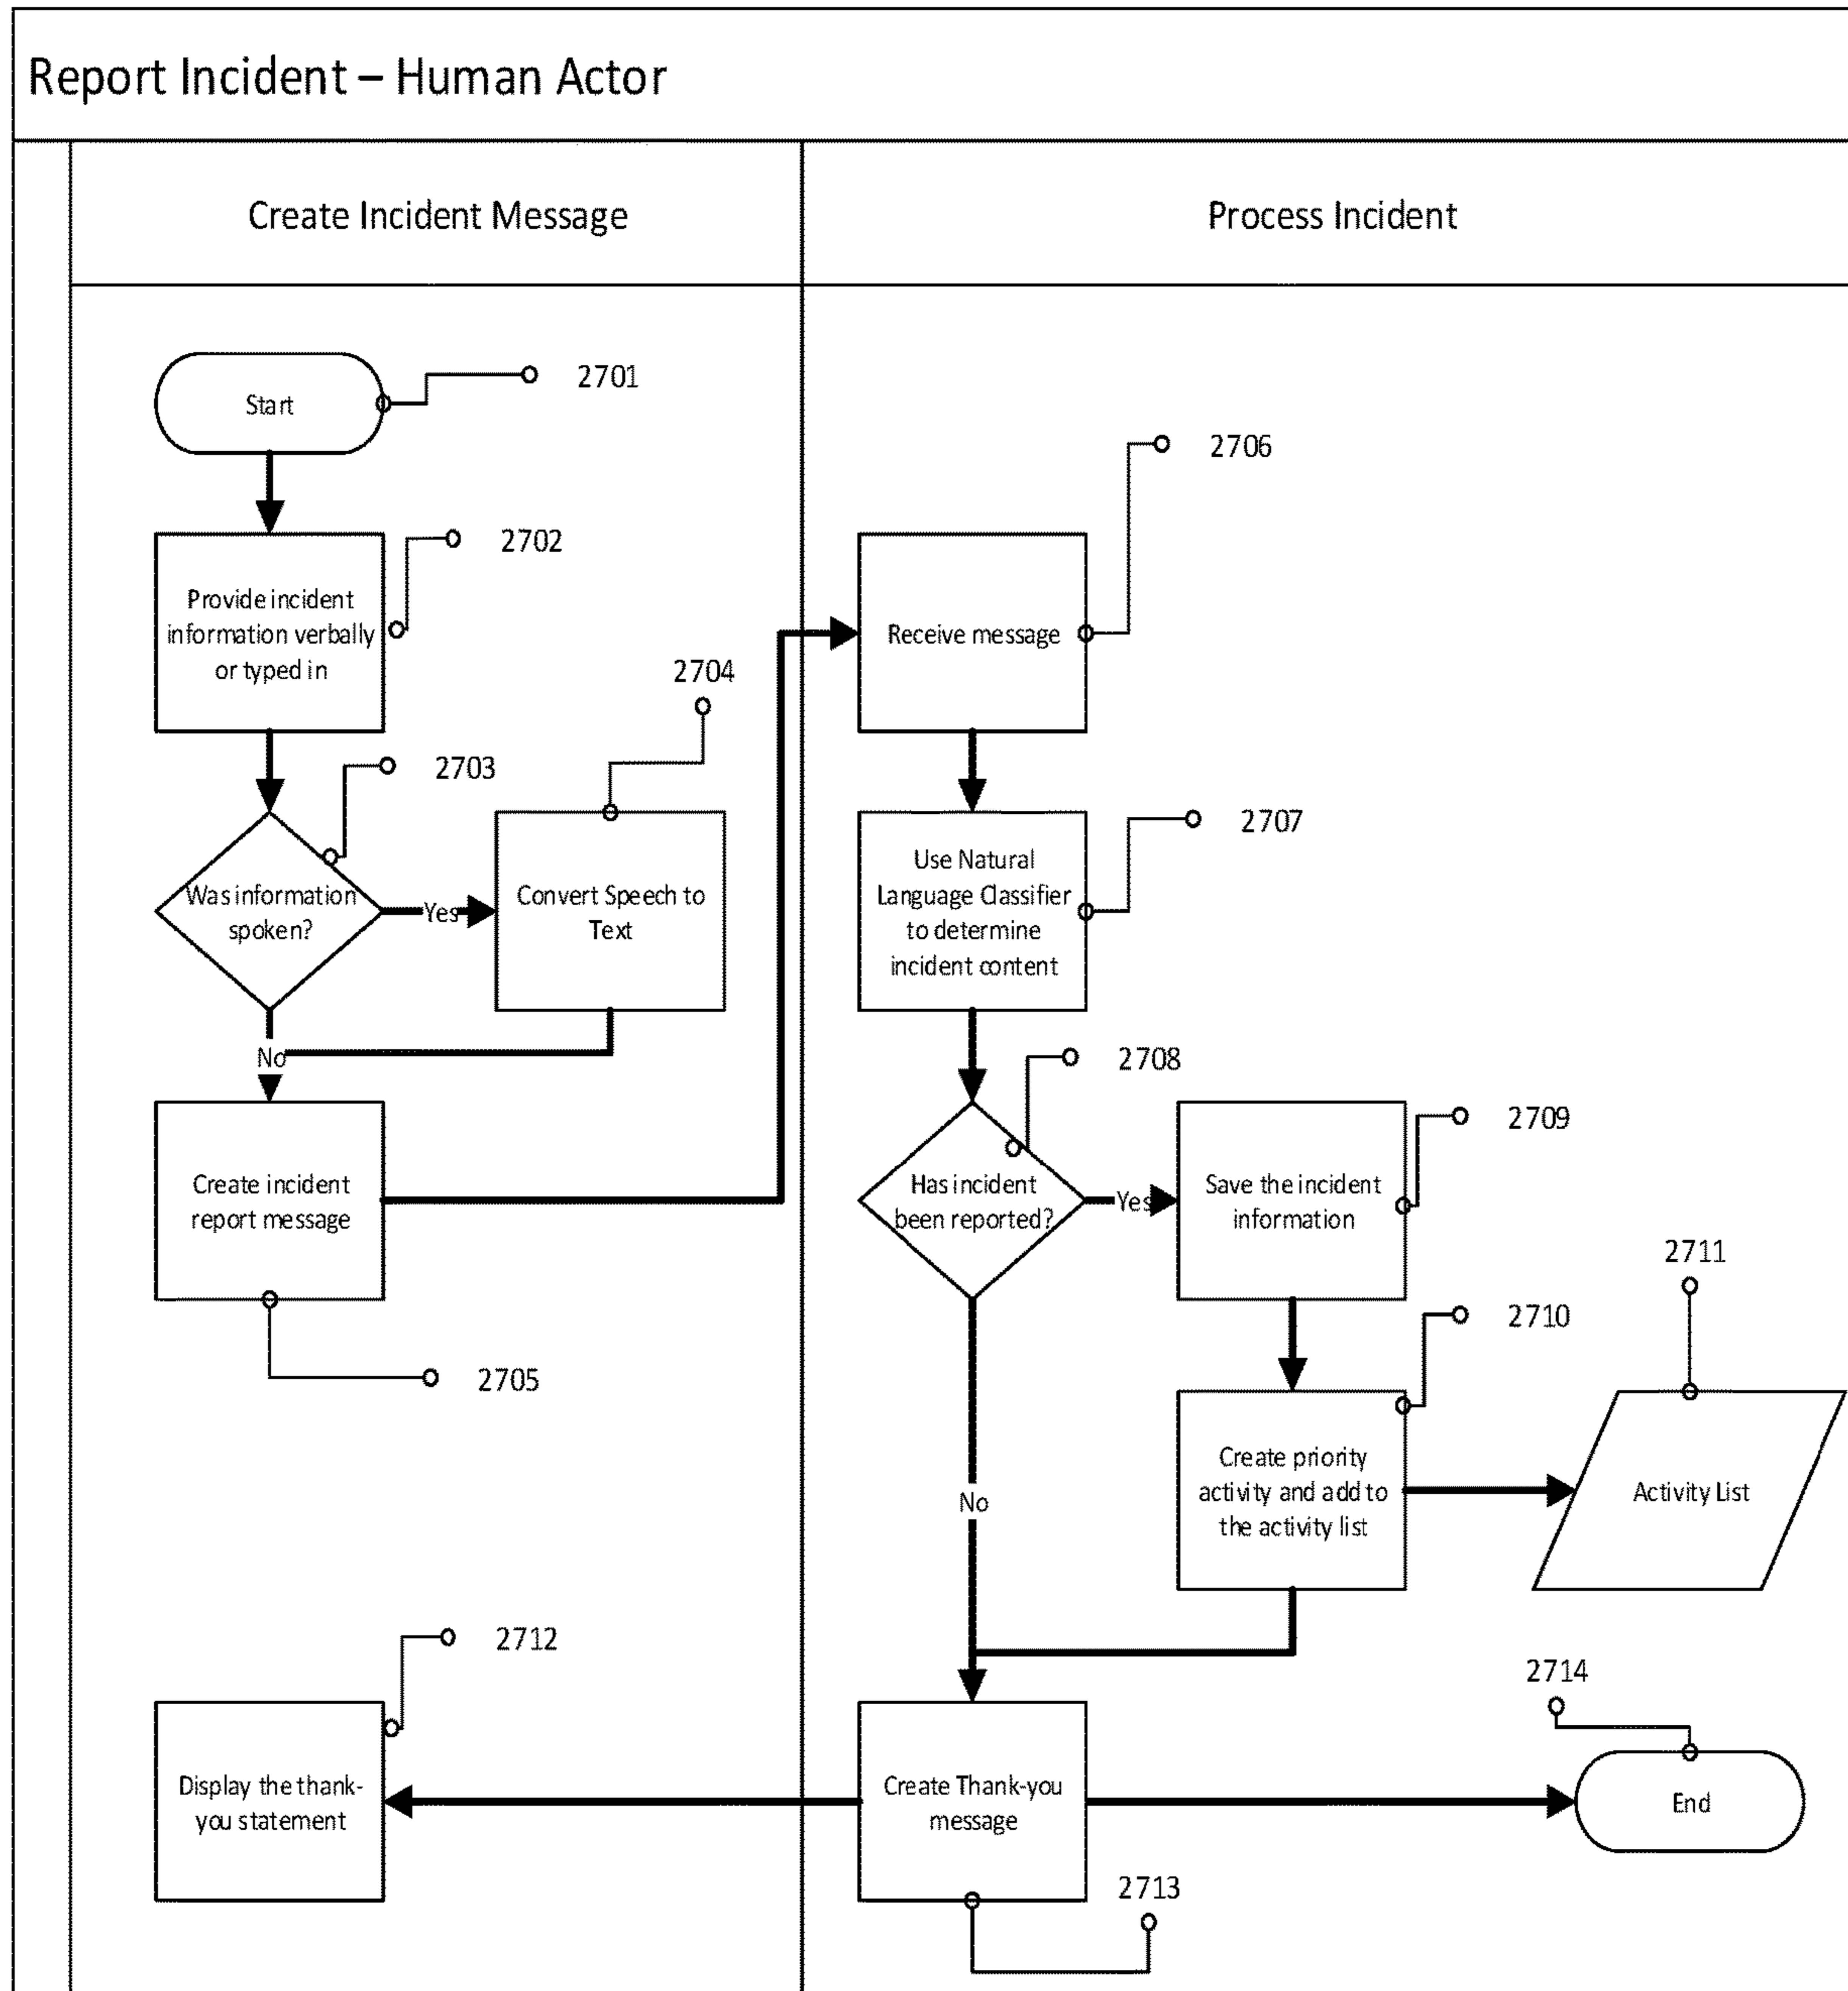 Report Incident – Human Actor
Create Incident Message
Process Incident
Start
2701
2706
2702
Provide incident
information verbally
or typed in
Receive message
2704
2703
2707
Was information
spoken?
Yes
Convert Speech to
Text
Use Natural
Language Classifier
to determine
incident content
No
2708
2709
Create incident
report message
Has incident
been reported?
Yes
Save the incident
information
2711
2710
2705
Create priority
activity and add to
the activity list
Activity List
No
2712
2714
Display the thank-
you statement
Create Thank-you
message
End
2713